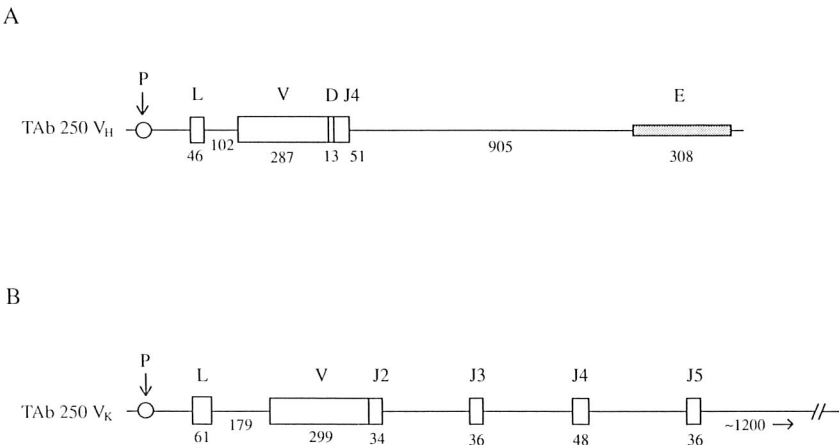 A
P
L V D J4 E
TAb 250 VH
46 102 287 13 51 905 308
B
P
L V J2 J3 J4 J5
TAb 250 VK
61 179 299 34 36 48 36 ~1200 →